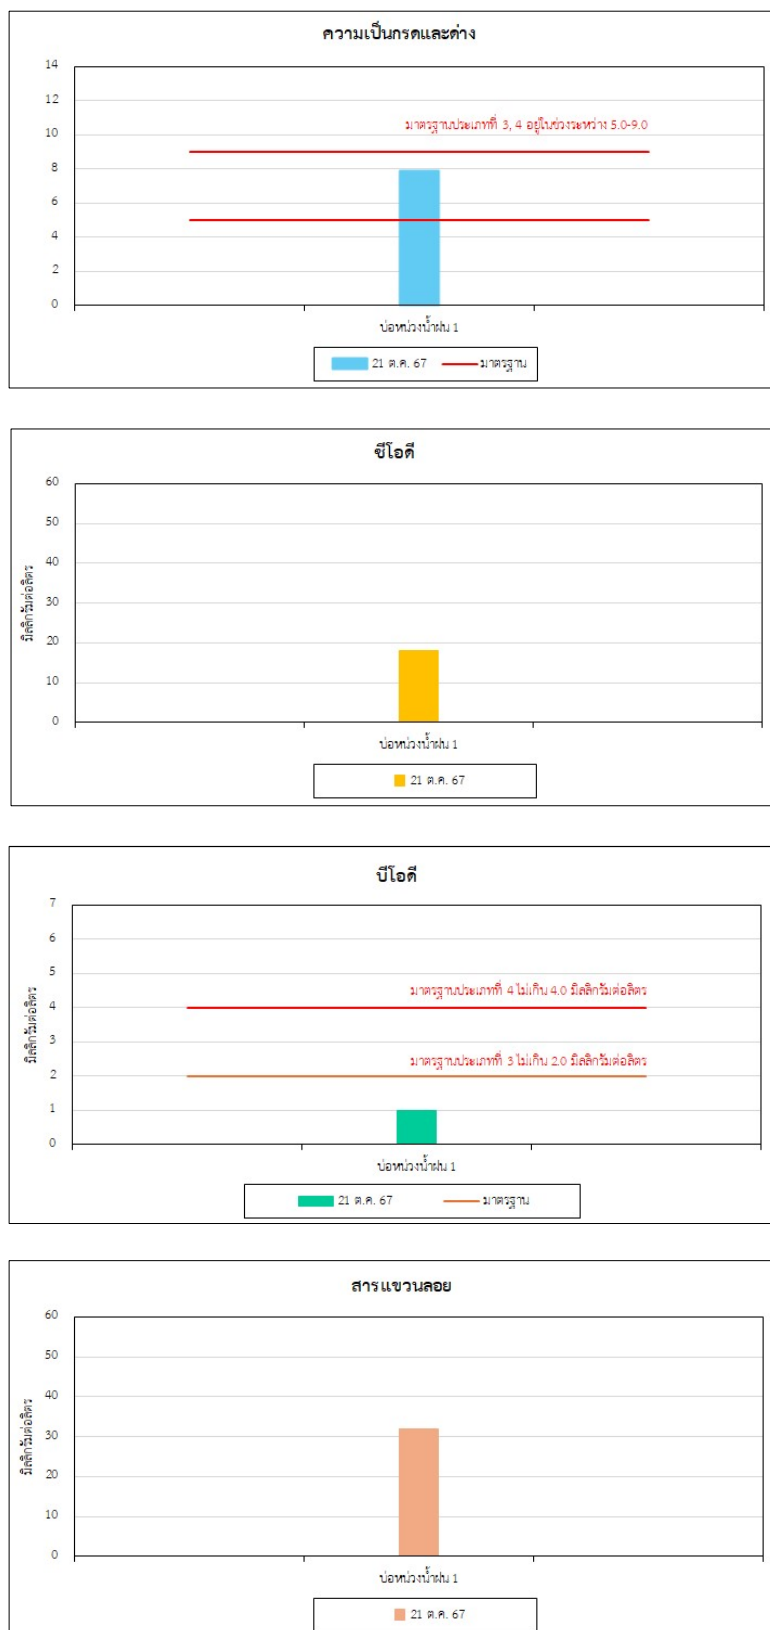 ความเป็นกรดและด่าง
14
12
10
8
6
4
2
0
มาตรฐานประเภทที่ 3, 4 อยู่ในช่วงระหว่าง 5.0-9.0
บ่อหน่วงน้ำฝน 1
21 ต.ค. 67 มาตรฐาน
ซีโอดี
มิลลิกรัมต่อลิตร
60
50
40
30
20
10
0
บ่อหน่วงน้ำฝน 1
21 ต.ค. 67
บีโอดี
มิลลิกรัมต่อลิตร
7
6
5
4
3
2
1
0
มาตรฐานประเภทที่ 4 ไม่เกิน 4.0 มิลลิกรัมต่อลิตร
มาตรฐานประเภทที่ 3 ไม่เกิน 2.0 มิลลิกรัมต่อลิตร
บ่อหน่วงน้ำฝน 1
21 ต.ค. 67 มาตรฐาน
สารแขวนลอย
มิลลิกรัมต่อลิตร
60
50
40
30
20
10
0
บ่อหน่วงน้ำฝน 1
21 ต.ค. 67